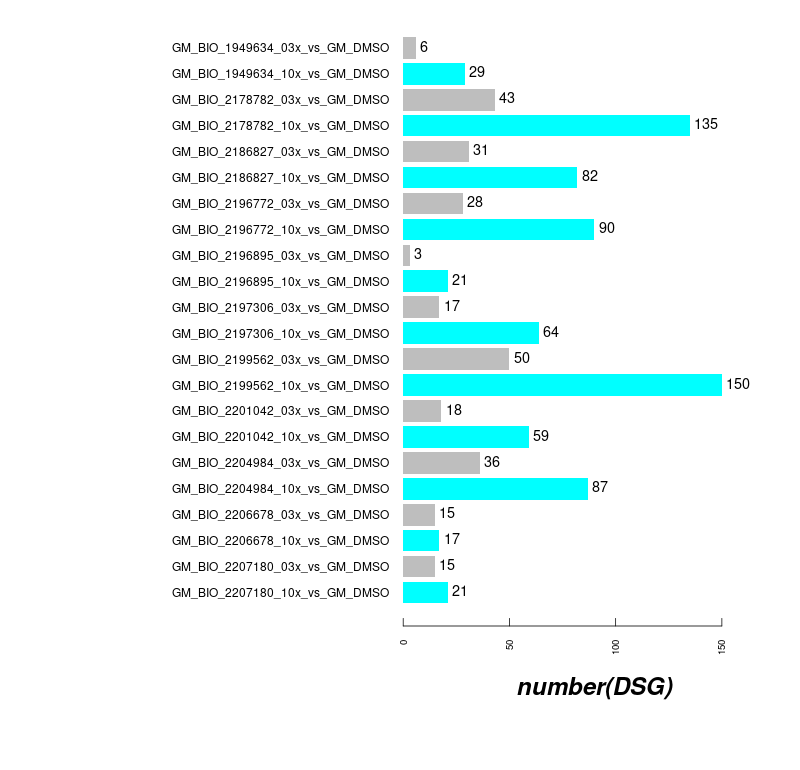 GM_BIO_1949634_03x_vs_GM_DMSO 6
GM_BIO_1949634_10x_vs_GM_DMSO 29
GM_BIO_2178782_03x_vs_GM_DMSO 43
GM_BIO_2178782_10x_vs_GM_DMSO 135
GM_BIO_2186827_03x_vs_GM_DMSO 31
GM_BIO_2186827_10x_vs_GM_DMSO 82
GM_BIO_2196772_03x_vs_GM_DMSO 28
GM_BIO_2196772_10x_vs_GM_DMSO 90
GM_BIO_2196895_03x_vs_GM_DMSO 3
GM_BIO_2196895_10x_vs_GM_DMSO 21
GM_BIO_2197306_03x_vs_GM_DMSO 17
GM_BIO_2197306_10x_vs_GM_DMSO 64
GM_BIO_2199562_03x_vs_GM_DMSO 50
GM_BIO_2199562_10x_vs_GM_DMSO 150
GM_BIO_2201042_03x_vs_GM_DMSO 18
GM_BIO_2201042_10x_vs_GM_DMSO 59
GM_BIO_2204984_03x_vs_GM_DMSO 36
GM_BIO_2204984_10x_vs_GM_DMSO 87
GM_BIO_2206678_03x_vs_GM_DMSO 15
GM_BIO_2206678_10x_vs_GM_DMSO 17
GM_BIO_2207180_03x_vs_GM_DMSO 15
GM_BIO_2207180_10x_vs_GM_DMSO 21
0 50 100 150
number(DSG)